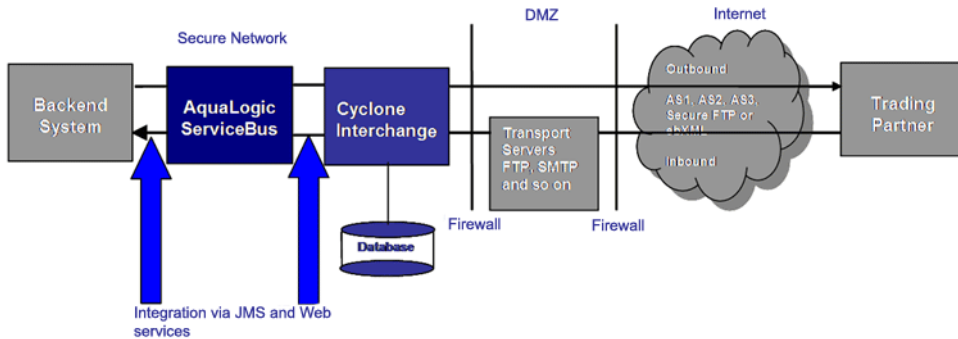 DMZ
Internet
Secure Network
Backend
System
AquaLogic
ServiceBus
Cyclone
Interchange
Transport
Servers
FTP, SMTP
and so on
Outbound
AS1, AS2, AS3,
Secure FTP or
ebXML
Inbound
Trading
Partner
Firewall
Firewall
Database
Integration via JMS and Web
services